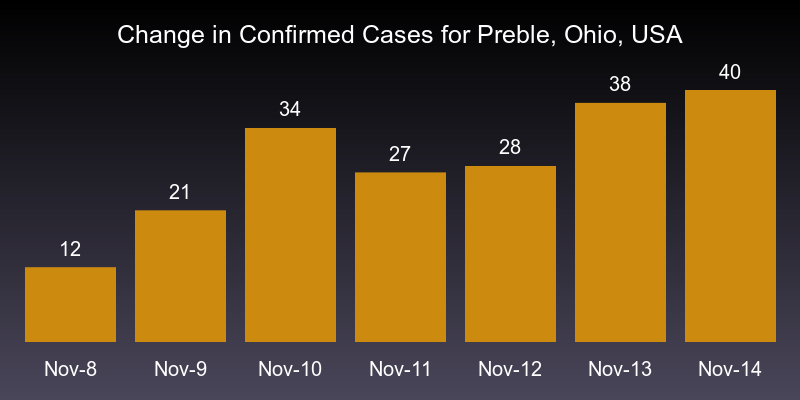 Change in Confirmed Cases for Preble, Ohio, USA
12
21
34
27
28
38
40
Nov-8
Nov-9
Nov-10
Nov-11
Nov-12
Nov-13
Nov-14